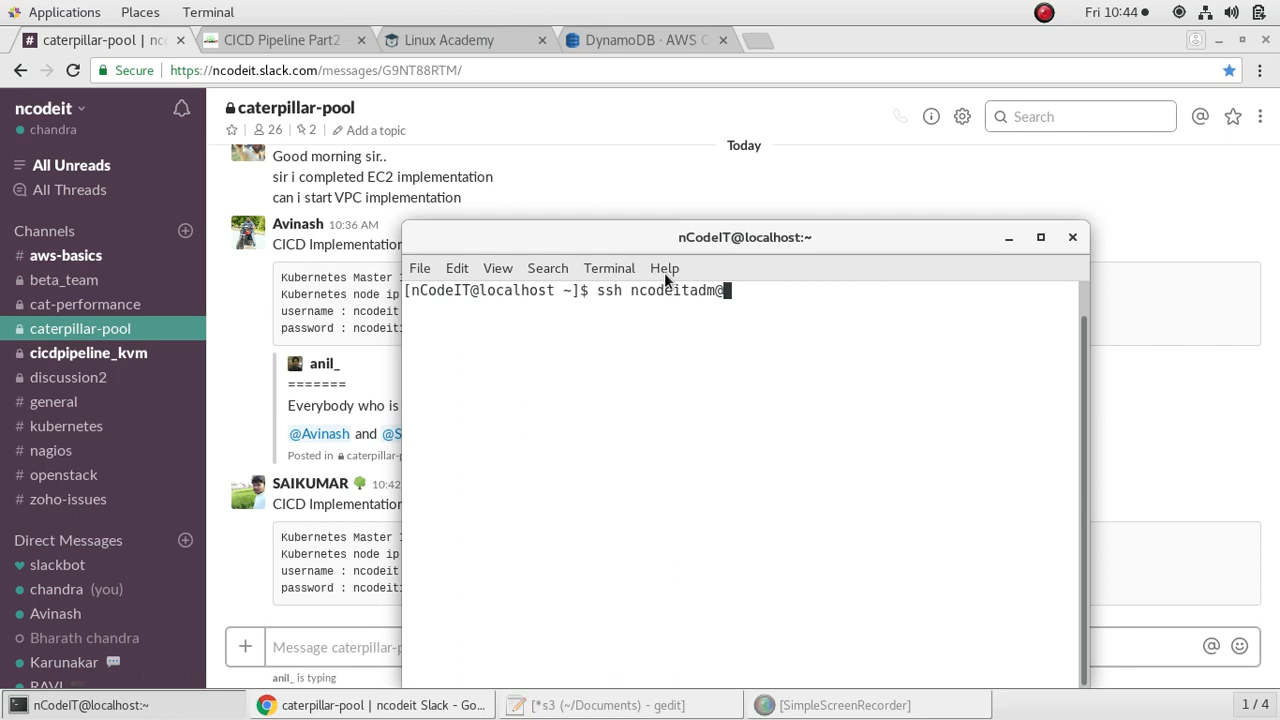 Applications Places Terminal Fri 10:44
caterpillar-pool | nc CICD Pipeline Part2 Linux Academy DynamoDB · AWS C
Secure https://ncodeit.slack.com/messages/G9NT88RTM/
ncodeit
chandra
All Unreads
All Threads
Channels
aws-basics
beta_team
cat-performance
caterpillar-pool
cicdpipeline_kvm
discussion2
general
kubernetes
nagios
openstack
zoho-issues
Direct Messages
slackbot
chandra (you)
Avinash
Bharath chandra
Karunakar
RAVI
caterpillar-pool
26 2 Add a topic
Search
Today
Good morning sir..
sir i completed EC2 implementation
can i start VPC implementation
Avinash 10:36 AM
CICD Implementation
Kubernetes Master I
Kubernetes node ip
username : ncodeit
password : ncodeit
anil_
=======
Everybody who is
@Avinash and @S
Posted in caterpillar-p
SAIKUMAR 10:42
CICD Implementation
Kubernetes Master I
Kubernetes node ip
username : ncodeit
password : ncodeit
Message caterpillar-p
anil_ is typing
nCodeIT@localhost:~
File Edit View Search Terminal Help
[nCodeIT@localhost ~]$ ssh ncodeitadm@
nCodeIT@localhost:~ caterpillar-pool | ncodeit Slack - Go... [*s3 (~/Documents) - gedit] [SimpleScreenRecorder] 1 / 4